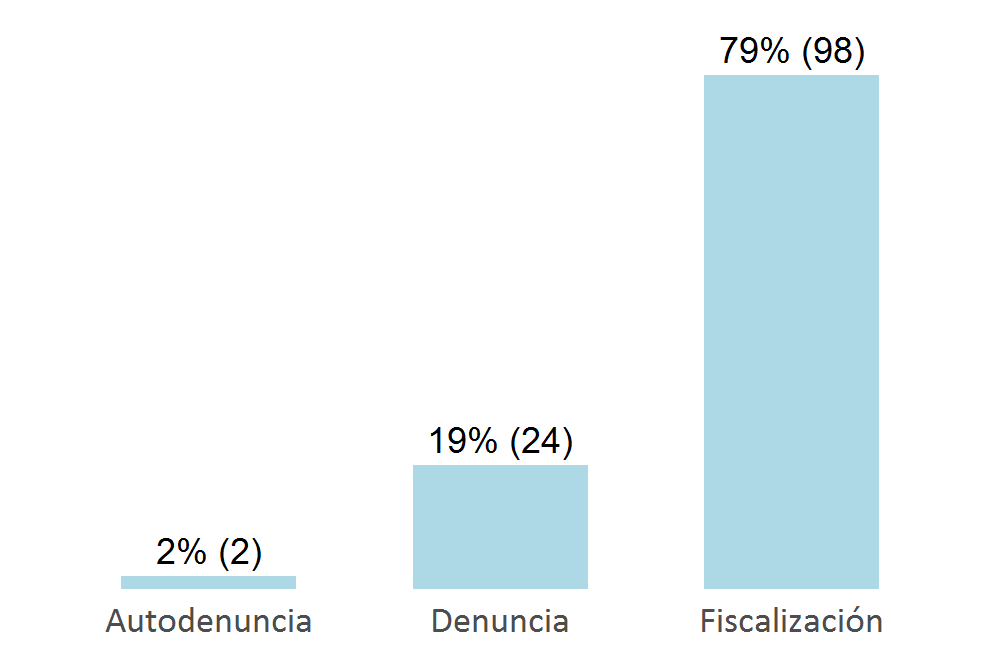 79% (98)
19% (24)
2% (2)
Autodenuncia Denuncia Fiscalización